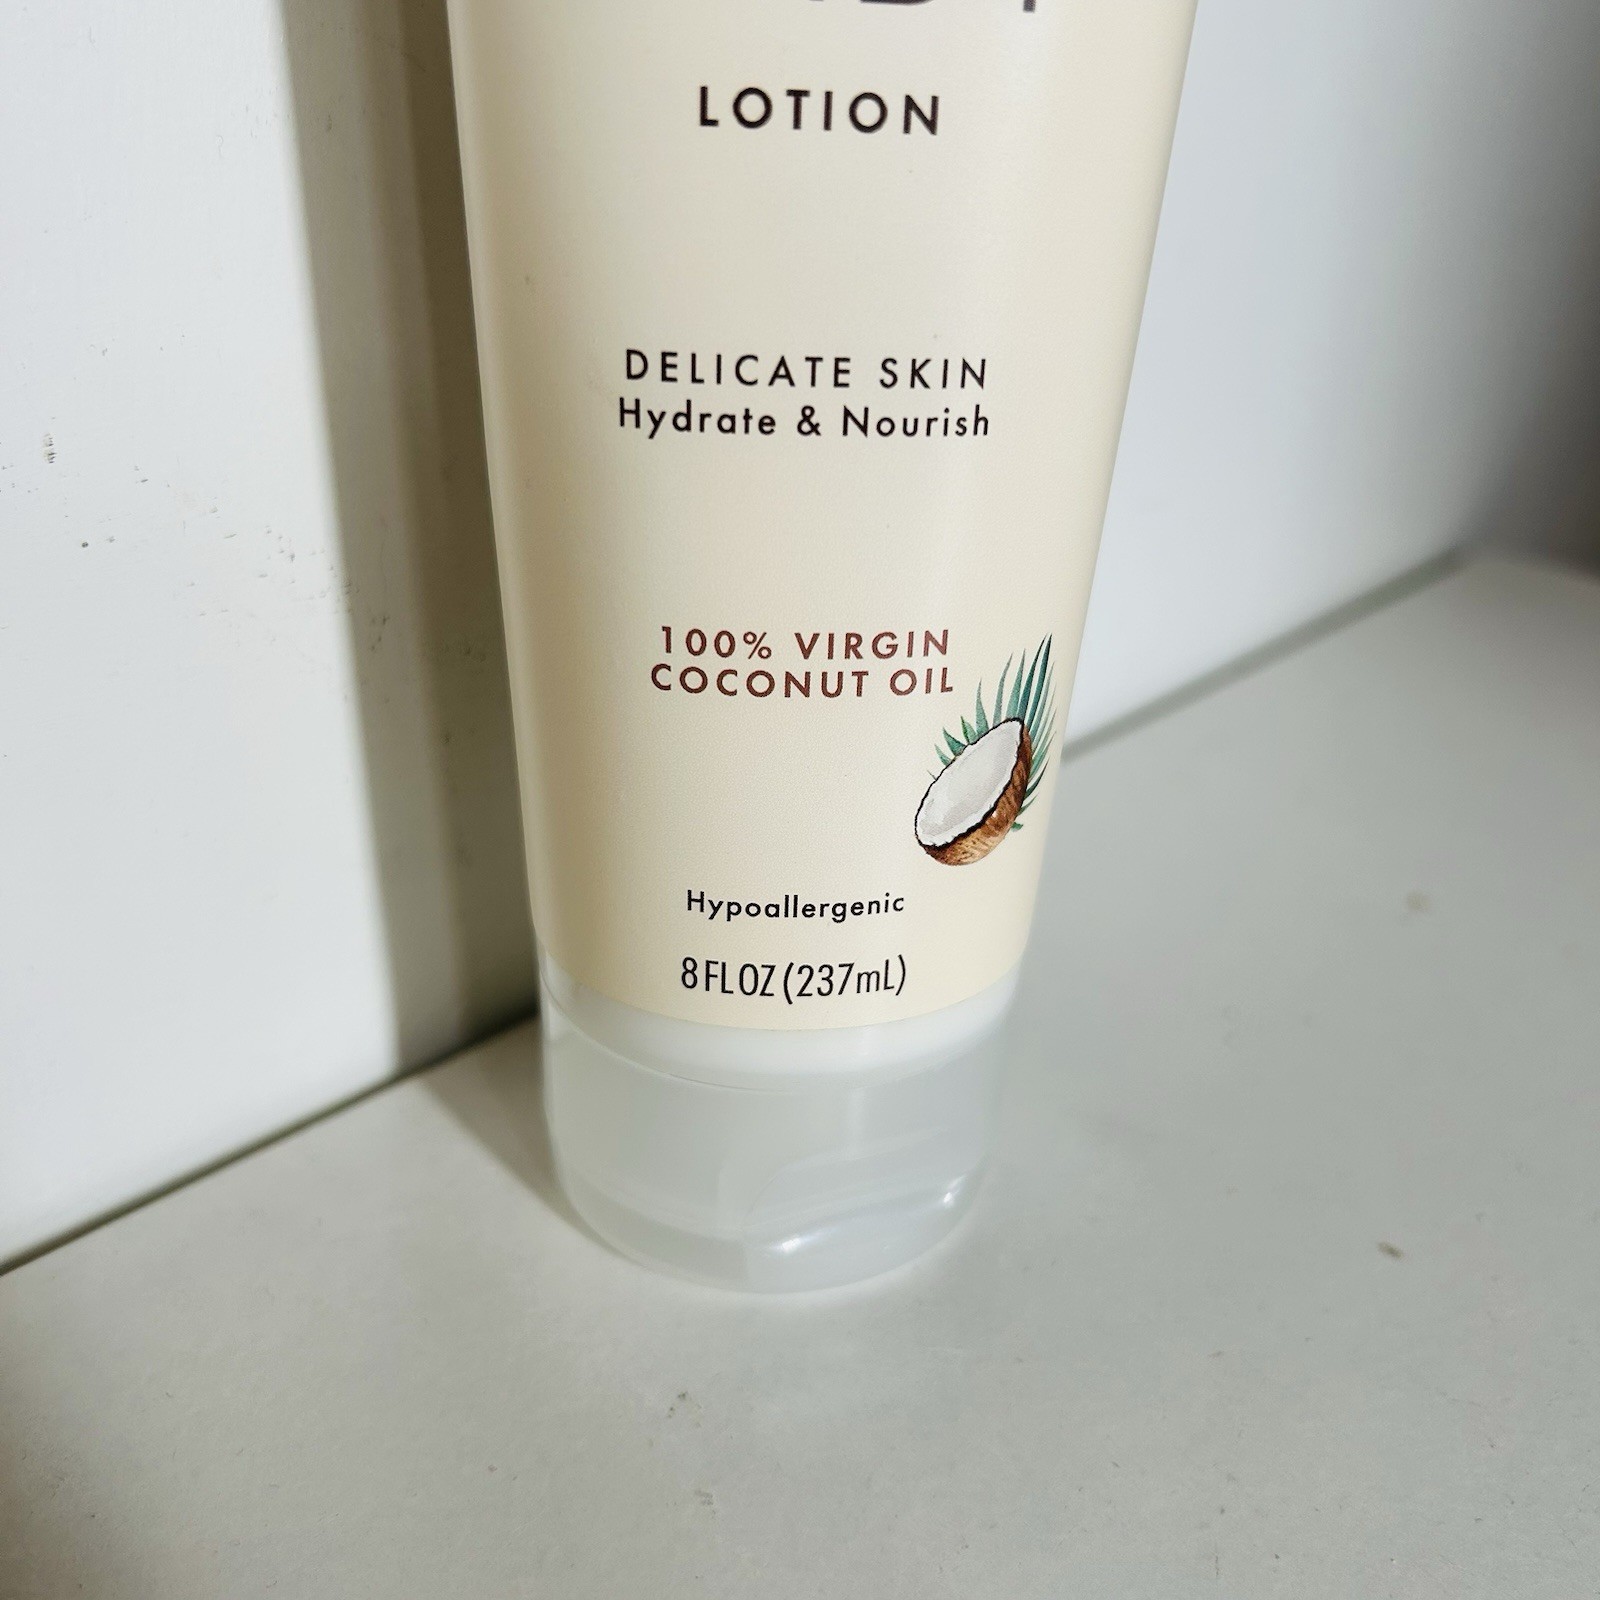 LOTION
DELICATE SKIN
Hydrate & Nourish
100% VIRGIN
COCONUT OIL
Hypoallergenic
8 FL OZ (237mL)